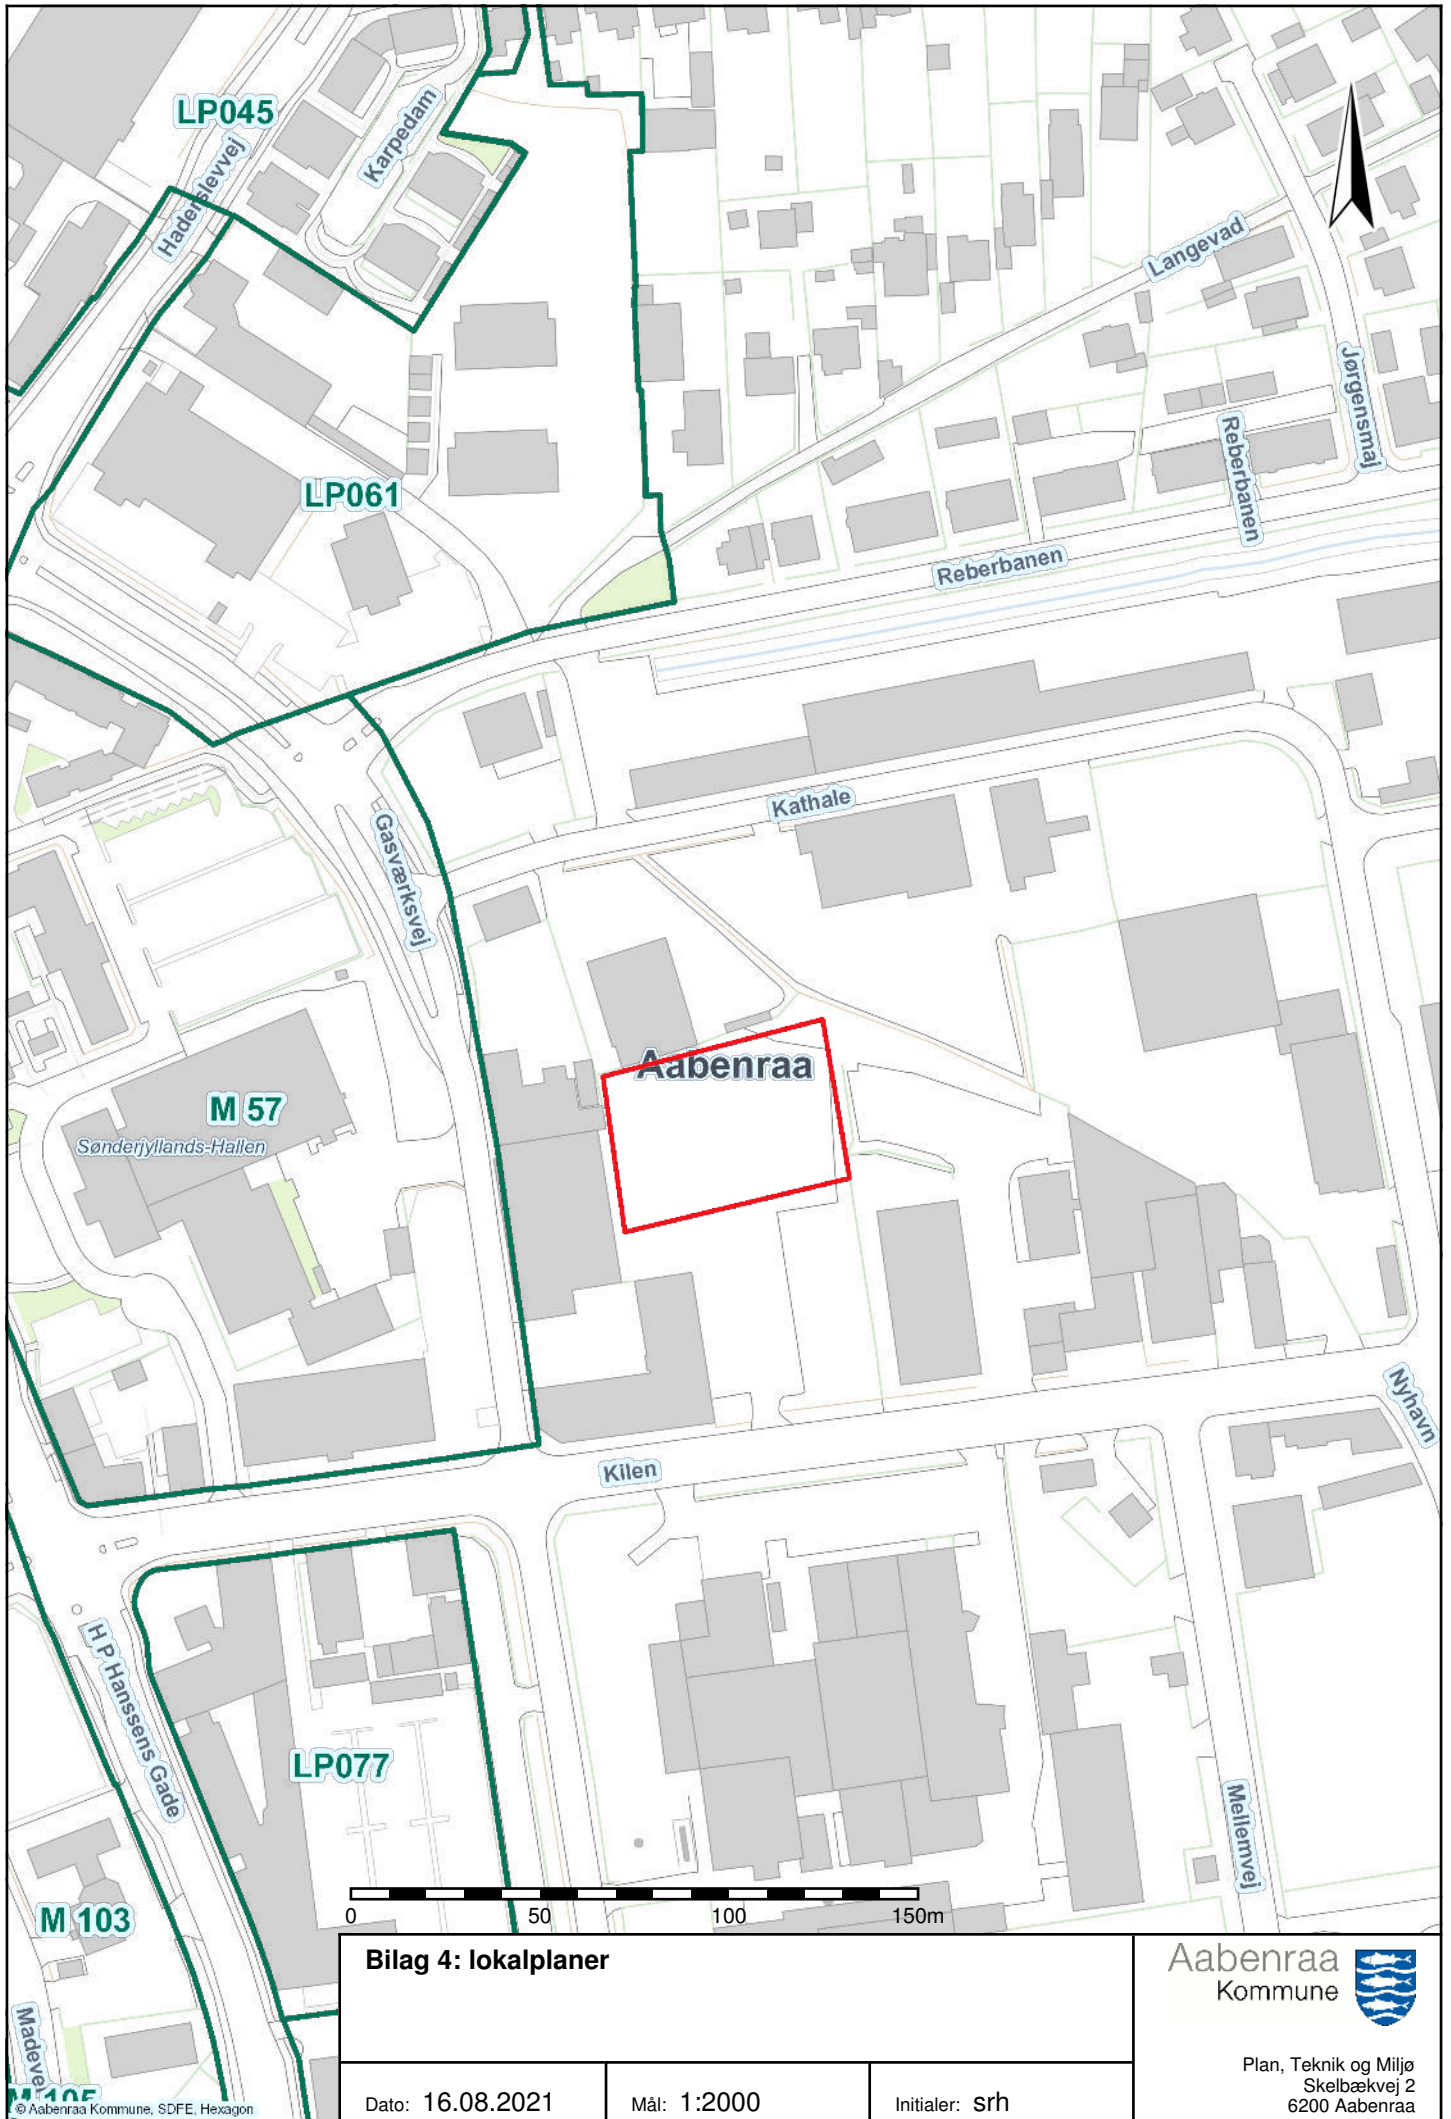 LP045
Haderslevvej
Karpedam
Langevad
Jørgensmaj
Reberbanen
LP061
Reberbanen
Kathale
Gasværksvej
Aabenraa
M 57
Sønderjyllands-Hallen
Nyhavn
Kilen
H P Hanssens Gade
LP077
Mellemvej
M 103
0 50 100 150m
Madevej
M 105
© Aabenraa Kommune, SDFE, Hexagon
Bilag 4: lokalplaner
Dato: 16.08.2021
Mål: 1:2000
Initialer: srh
Aabenraa
Kommune
Plan, Teknik og Miljø
Skelbækvej 2
6200 Aabenraa